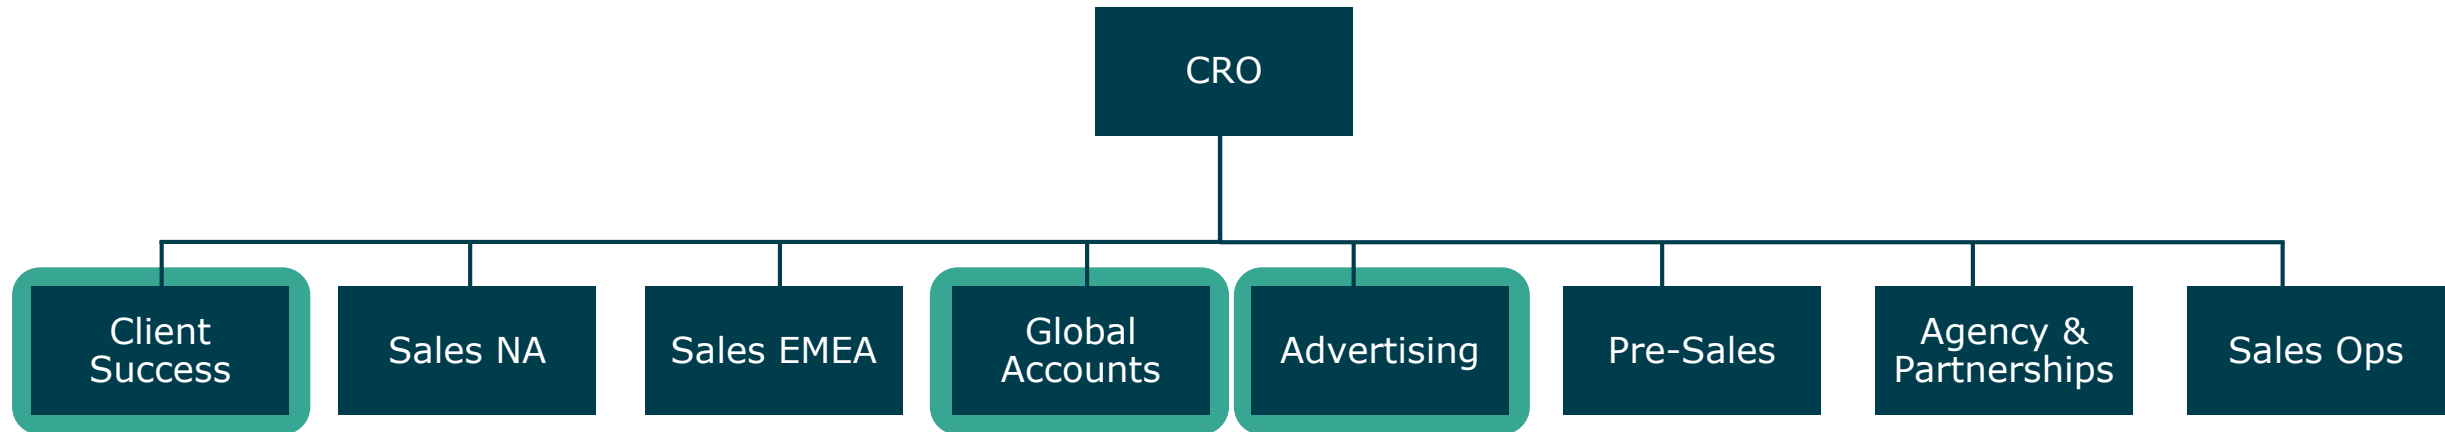 CRO
Client
Success
Sales NA
Sales EMEA
Global
Accounts
Advertising
Pre-Sales
Agency &
Partnerships
Sales Ops